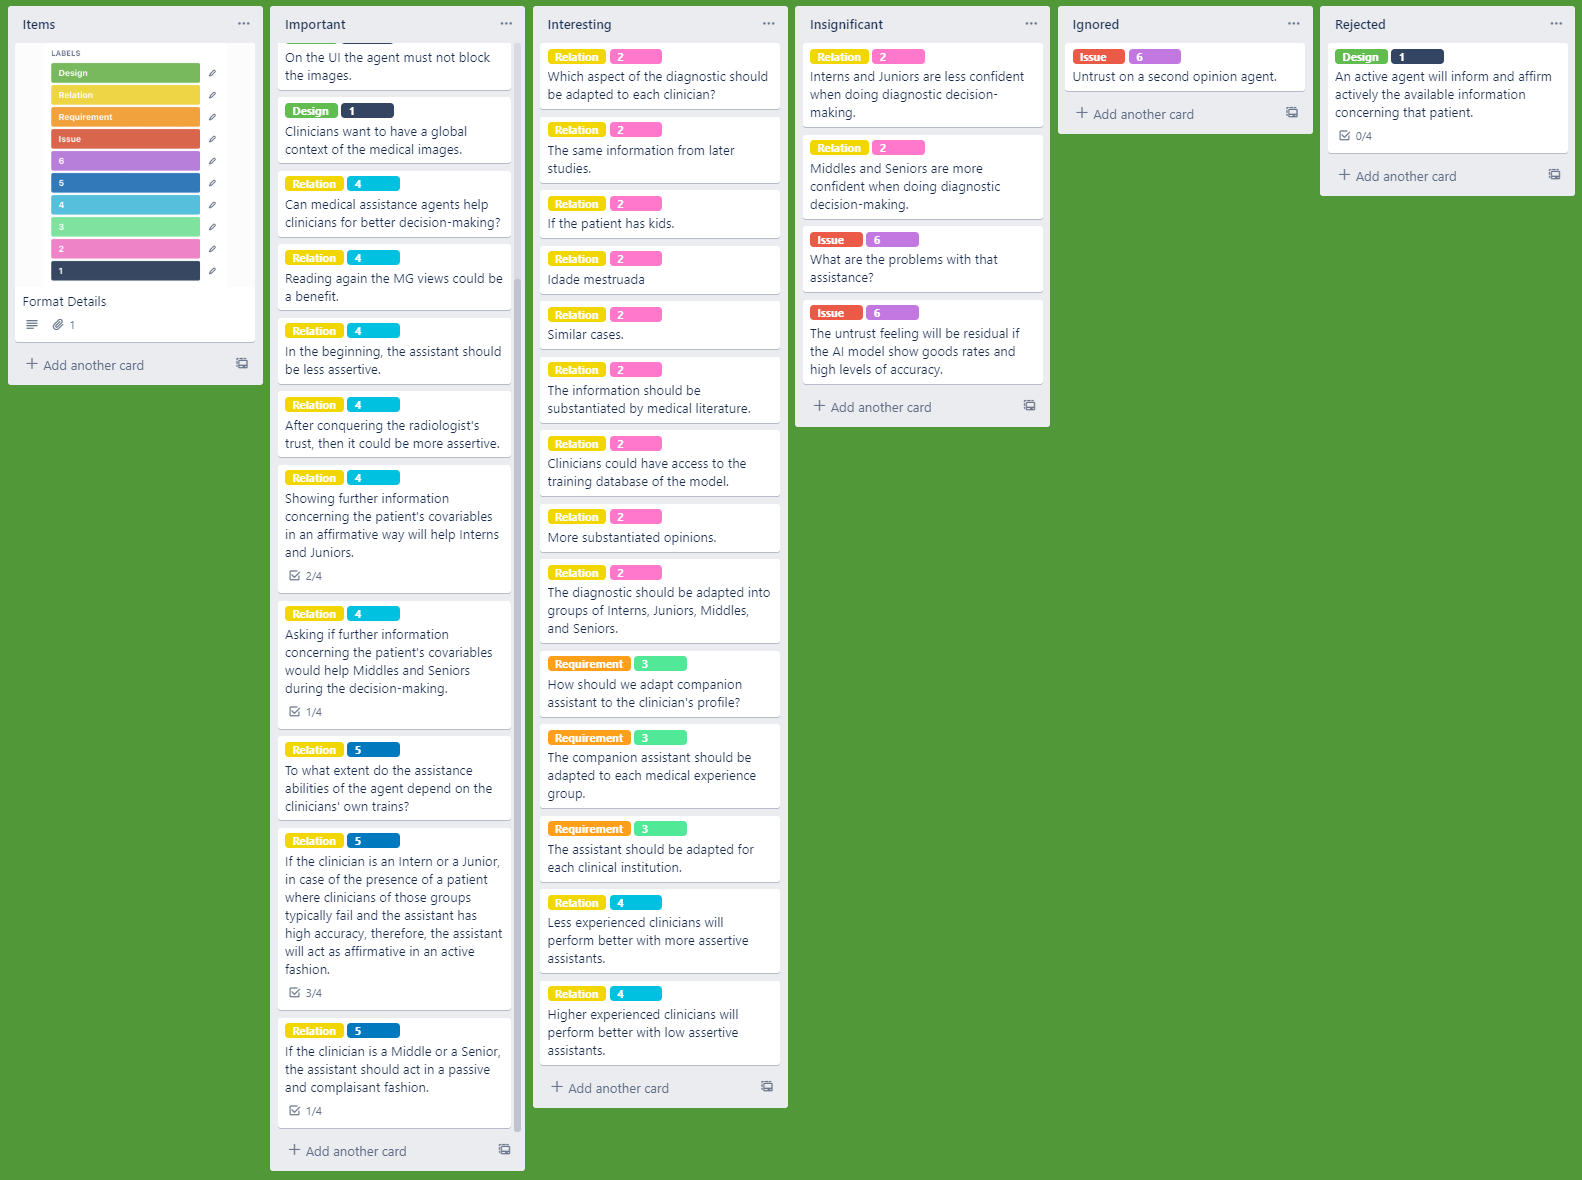 Items
LABELS
Design
Relation
Requirement
Issue
6
5
4
3
2
1
Format Details
1
+ Add another card
Important
On the UI the agent must not block
the images.
Design 1
Clinicians want to have a global
context of the medical images.
Relation 4
Can medical assistance agents help
clinicians for better decision-making?
Relation 4
Reading again the MG views could be
a benefit.
Relation 4
In the beginning, the assistant should
be less assertive.
Relation 4
After conquering the radiologist's
trust, then it could be more assertive.
Relation 4
Showing further information
concerning the patient's covariables
in an affirmative way will help Interns
and Juniors.
2/4
Relation 4
Asking if further information
concerning the patient's covariables
would help Middles and Seniors
during the decision-making.
1/4
Relation 5
To what extent do the assistance
abilities of the agent depend on the
clinicians' own trains?
Relation 5
If the clinician is an Intern or a Junior,
in case of the presence of a patient
where clinicians of those groups
typically fail and the assistant has
high accuracy, therefore, the assistant
will act as affirmative in an active
fashion.
3/4
Relation 5
If the clinician is a Middle or a Senior,
the assistant should act in a passive
and complaisant fashion.
1/4
+ Add another card
Interesting
Relation 2
Which aspect of the diagnostic should
be adapted to each clinician?
Relation 2
The same information from later
studies.
Relation 2
If the patient has kids.
Relation 2
Idade mestruada
Relation 2
Similar cases.
Relation 2
The information should be
substantiated by medical literature.
Relation 2
Clinicians could have access to the
training database of the model.
Relation 2
More substantiated opinions.
Relation 2
The diagnostic should be adapted into
groups of Interns, Juniors, Middles,
and Seniors.
Requirement 3
How should we adapt companion
assistant to the clinician's profile?
Requirement 3
The companion assistant should be
adapted to each medical experience
group.
Requirement 3
The assistant should be adapted for
each clinical institution.
Relation 4
Less experienced clinicians will
perform better with more assertive
assistants.
Relation 4
Higher experienced clinicians will
perform better with low assertive
assistants.
+ Add another card
Insignificant
Relation 2
Interns and Juniors are less confident
when doing diagnostic decision-
making.
Relation 2
Middles and Seniors are more
confident when doing diagnostic
decision-making.
Issue 6
What are the problems with that
assistance?
Issue 6
The untrust feeling will be residual if
the AI model show goods rates and
high levels of accuracy.
+ Add another card
Ignored
Issue 6
Untrust on a second opinion agent.
+ Add another card
Rejected
Design 1
An active agent will inform and affirm
actively the available information
concerning that patient.
0/4
+ Add another card